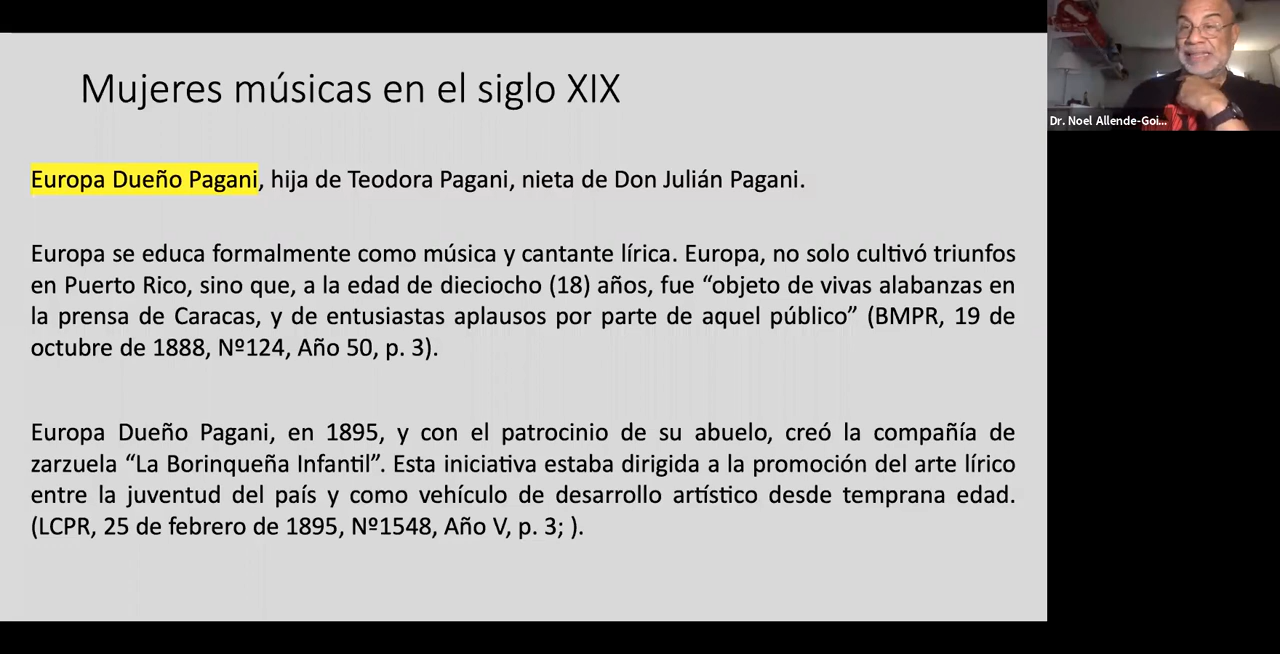 Mujeres músicas en el siglo XIX
Europa Dueño Pagani, hija de Teodora Pagani, nieta de Don Julián Pagani.
Europa se educa formalmente como música y cantante lírica. Europa, no solo cultivó triunfos
en Puerto Rico, sino que, a la edad de dieciocho (18) años, fue “objeto de vivas alabanzas en
la prensa de Caracas, y de entusiastas aplausos por parte de aquel público” (BMPR, 19 de
octubre de 1888, Nº124, Año 50, p. 3).
Europa Dueño Pagani, en 1895, y con el patrocinio de su abuelo, creó la compañía de
zarzuela “La Borinqueña Infantil”. Esta iniciativa estaba dirigida a la promoción del arte lírico
entre la juventud del país y como vehículo de desarrollo artístico desde temprana edad.
(LCPR, 25 de febrero de 1895, Nº1548, Año V, p. 3; ).
Dr. Noel Allende-Goi...